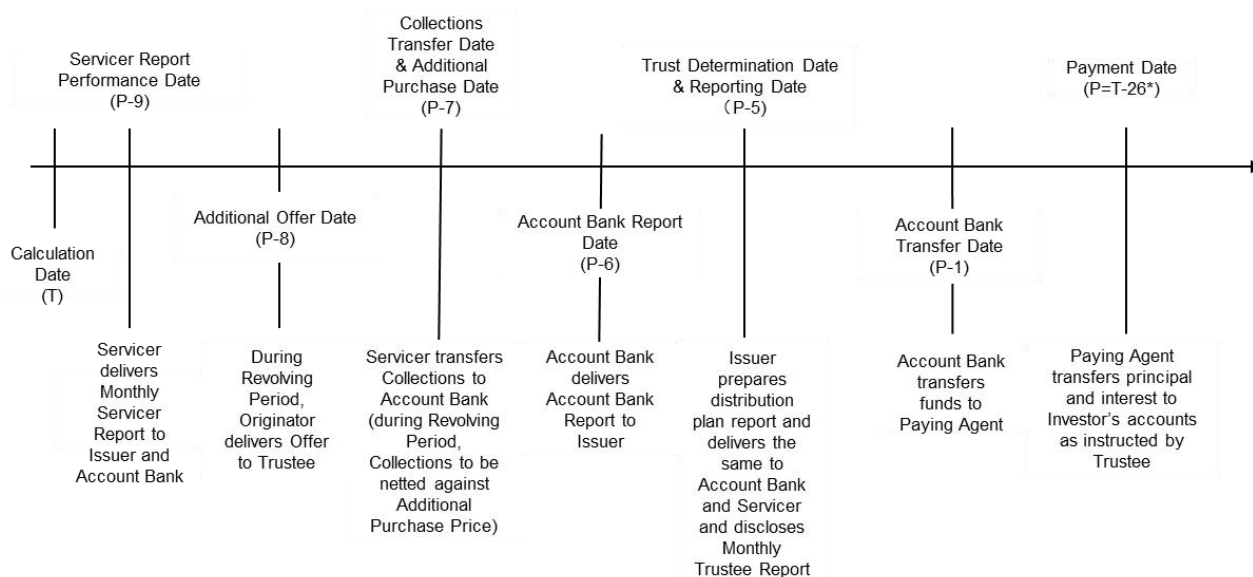 Servicer Report
Performance Date
(P-9)
Collections
Transfer Date
& Additional
Purchase Date
(P-7)
Trust Determination Date
& Reporting Date
（P-5)
Payment Date
(P=T-26*)
Calculation
Date
(T)
Additional Offer Date
(P-8)
Account Bank Report
Date
(P-6)
Account Bank
Transfer Date
(P-1)
Servicer
delivers
Monthly
Servicer
Report to
Issuer and
Account Bank
During
Revolving
Period,
Originator
delivers Offer
to Trustee
Servicer transfers
Collections to
Account Bank
(during Revolving
Period,
Collections to be
netted against
Additional
Purchase Price)
Account Bank
delivers
Account Bank
Report to
Issuer
Issuer
prepares
distribution
plan report and
delivers the
same to
Account Bank
and Servicer
and discloses
Monthly
Trustee Report
Account Bank
transfers
funds to
Paying Agent
Paying Agent
transfers principal
and interest to
Investor's accounts
as instructed by
Trustee